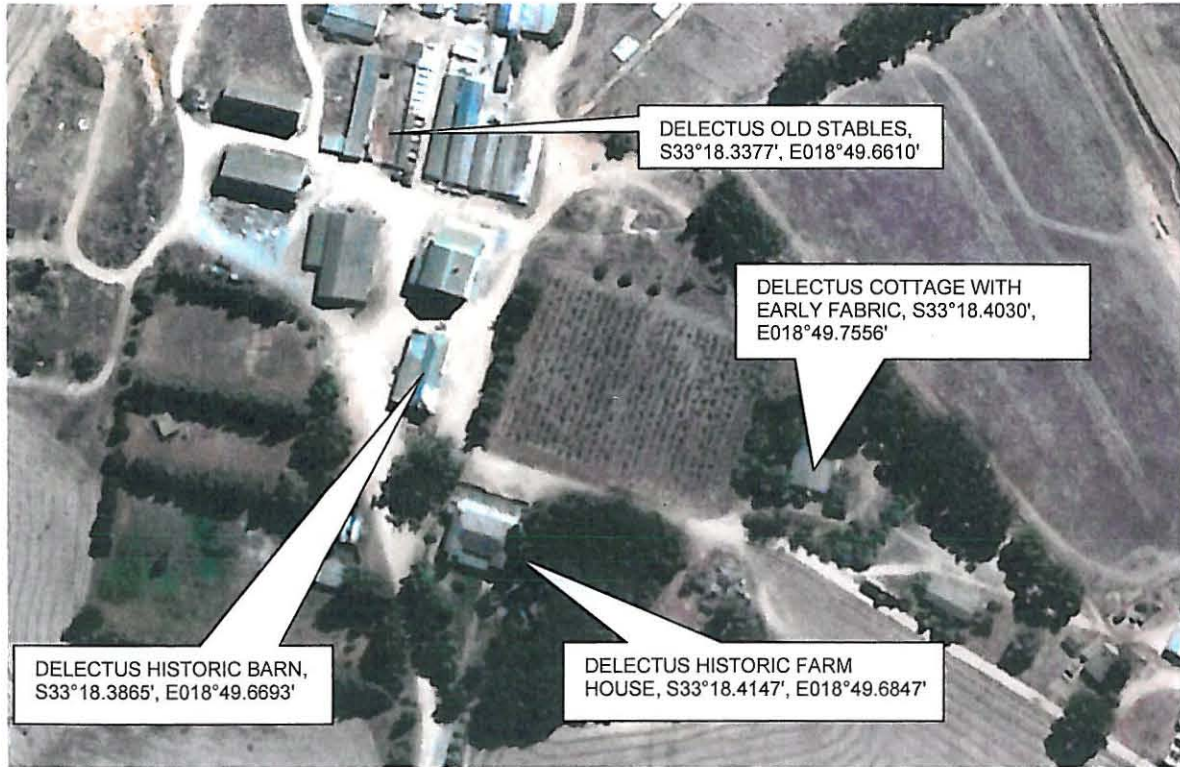 DELECTUS OLD STABLES,
S33°18.3377', E018°49.6610'
DELECTUS COTTAGE WITH
EARLY FABRIC, S33°18.4030',
E018°49.7556'
DELECTUS HISTORIC BARN,
S33°18.3865', E018°49.6693'
DELECTUS HISTORIC FARM
HOUSE, S33°18.4147', E018°49.6847'